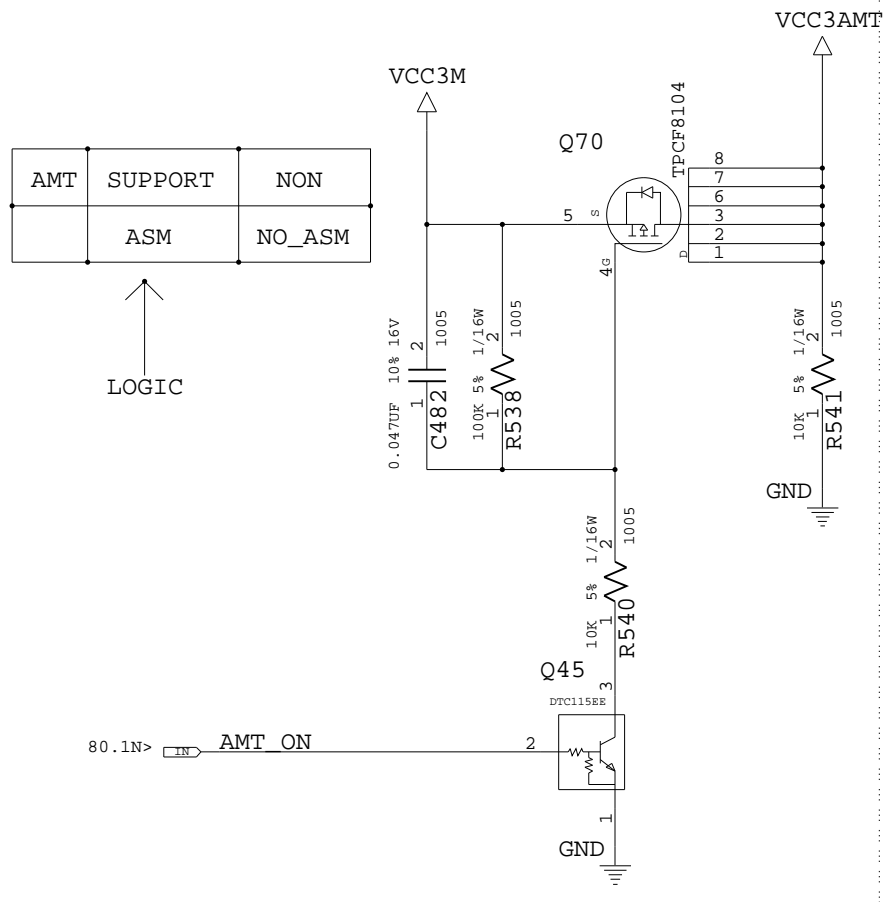 VCC3AMT
VCC3M
AMT SUPPORT NON
ASM NO_ASM
LOGIC
Q70
TPCF8104
5
S
4
G
D
8
7
6
3
2
1
0.047UF 10% 16V
1005
2
1
C482
100K 5% 1/16W
1005
2
1
R538
10K 5% 1/16W
1005
2
1
R541
GND
10K 5% 1/16W
1005
2
1
R540
Q45
DTC115EE
3
80.1N> IN AMT_ON 2
1
GND